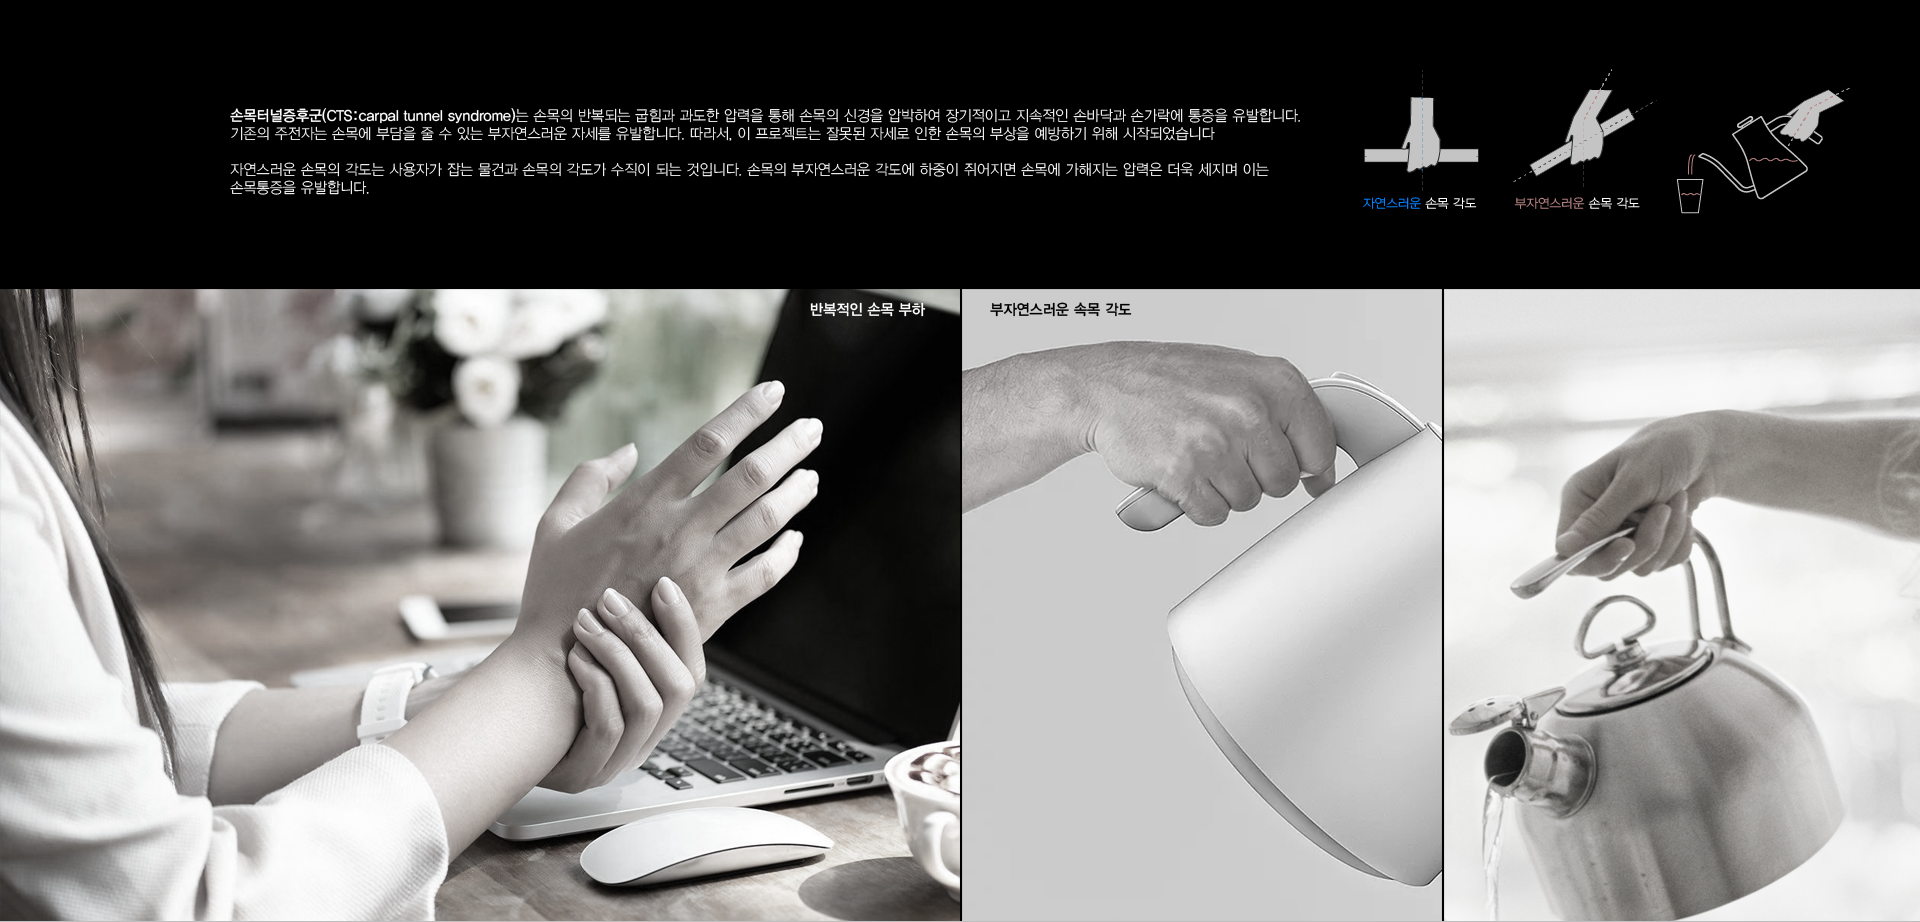 손목터널증후군(CTS:carpal tunnel syndrome)는 손목의 반복되는 굽힘과 과도한 압력을 통해 손목의 신경을 압박하여 장기적이고 지속적인 손바닥과 손가락에 통증을 유발합니다.
기존의 주전자는 손목에 부담을 줄 수 있는 부자연스러운 자세를 유발합니다. 따라서, 이 프로젝트는 잘못된 자세로 인한 손목의 부상을 예방하기 위해 시작되었습니다
자연스러운 손목의 각도는 사용자가 잡는 물건과 손목의 각도가 수직이 되는 것입니다. 손목의 부자연스러운 각도에 하중이 쥐어지면 손목에 가해지는 압력은 더욱 세지며 이는
손목통증을 유발합니다.
자연스러운 손목 각도
부자연스러운 손목 각도
반복적인 손목 부하
부자연스러운 속목 각도